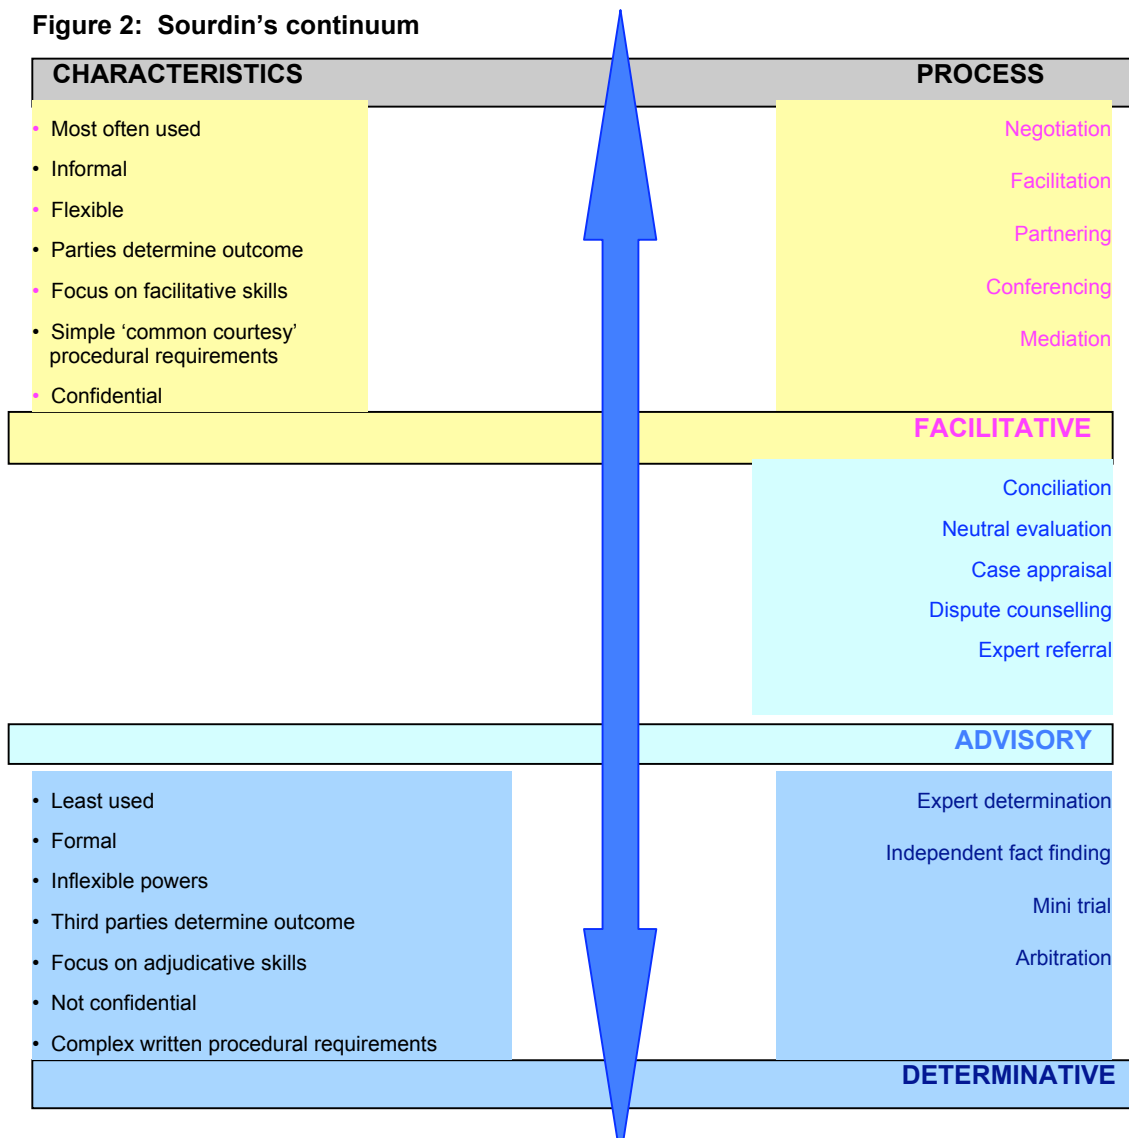 Figure 2:  Sourdin’s continuum
CHARACTERISTICS
PROCESS
• Most often used
• Informal
• Flexible
• Parties determine outcome
• Focus on facilitative skills
• Simple ‘common courtesy’
procedural requirements
• Confidential
Negotiation
Facilitation
Partnering
Conferencing
Mediation
FACILITATIVE
Conciliation
Neutral evaluation
Case appraisal
Dispute counselling
Expert referral
ADVISORY
• Least used
• Formal
• Inflexible powers
• Third parties determine outcome
• Focus on adjudicative skills
• Not confidential
• Complex written procedural requirements
Expert determination
Independent fact finding
Mini trial
Arbitration
DETERMINATIVE